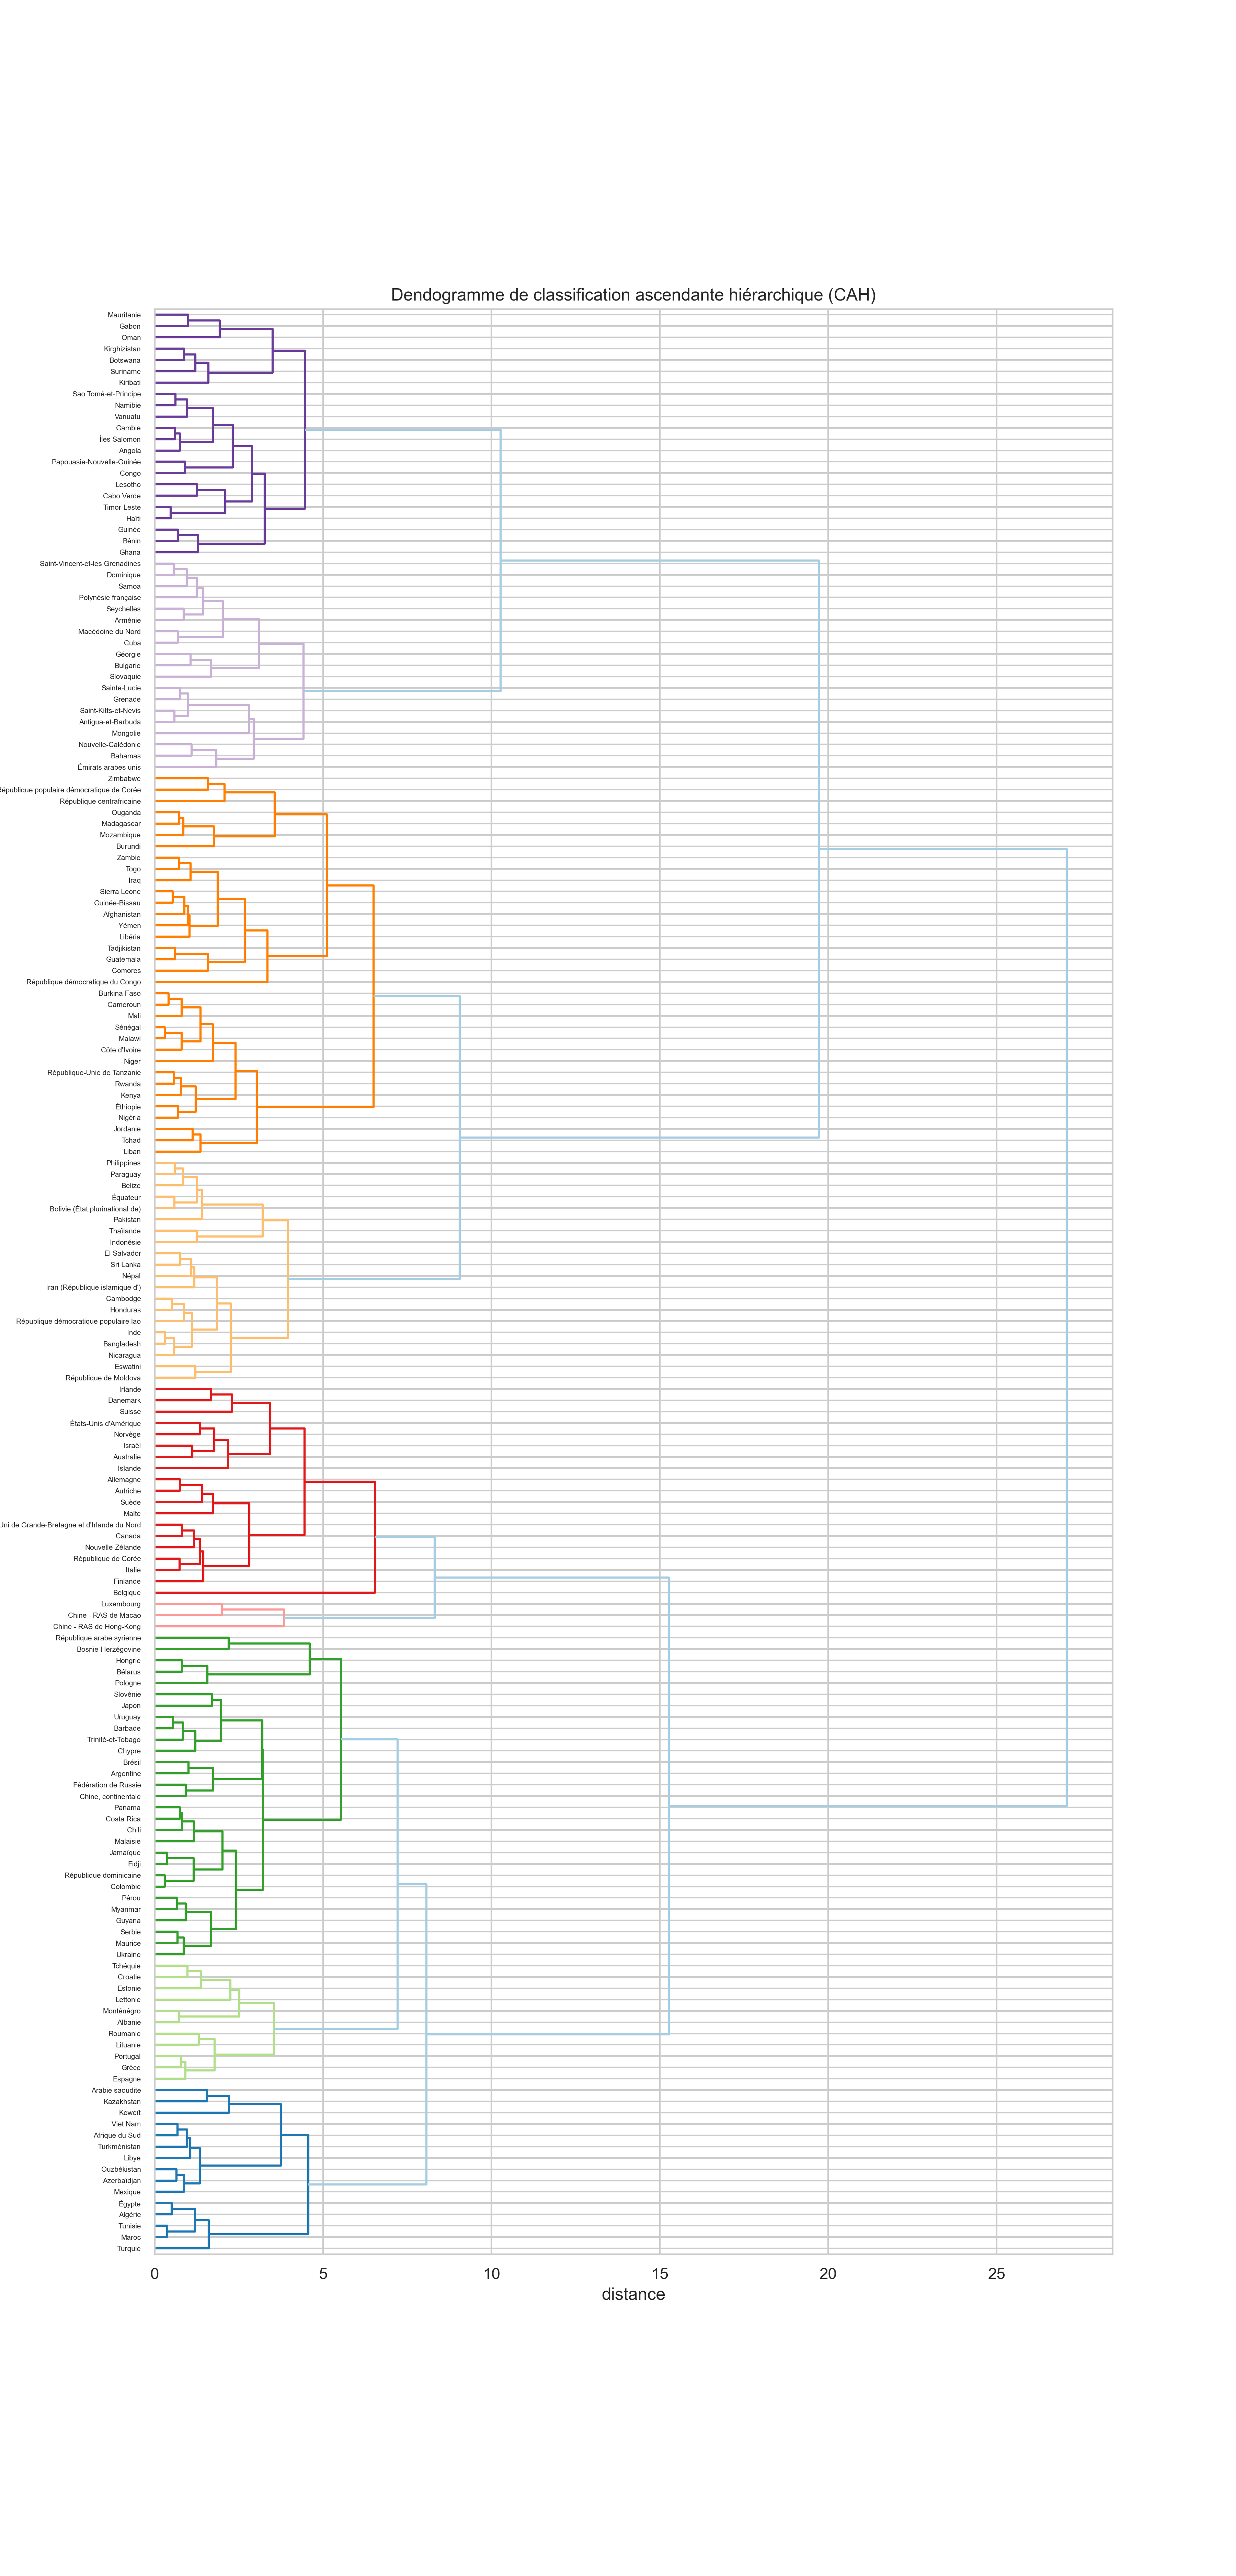 Dendogramme de classification ascendante hiérarchique (CAH)
Mauritanie
Gabon
Oman
Kirghizistan
Botswana
Suriname
Kiribati
Sao Tomé-et-Principe
Namibie
Vanuatu
Gambie
Îles Salomon
Angola
Papouasie-Nouvelle-Guinée
Congo
Lesotho
Cabo Verde
Timor-Leste
Haïti
Guinée
Bénin
Ghana
Saint-Vincent-et-les Grenadines
Dominique
Samoa
Polynésie française
Seychelles
Arménie
Macédoine du Nord
Cuba
Géorgie
Bulgarie
Slovaquie
Sainte-Lucie
Grenade
Saint-Kitts-et-Nevis
Antigua-et-Barbuda
Mongolie
Nouvelle-Calédonie
Bahamas
Émirats arabes unis
Zimbabwe
République populaire démocratique de Corée
République centrafricaine
Ouganda
Madagascar
Mozambique
Burundi
Zambie
Togo
Iraq
Sierra Leone
Guinée-Bissau
Afghanistan
Yémen
Libéria
Tadjikistan
Guatemala
Comores
République démocratique du Congo
Burkina Faso
Cameroun
Mali
Sénégal
Malawi
Côte d'Ivoire
Niger
République-Unie de Tanzanie
Rwanda
Kenya
Éthiopie
Nigéria
Jordanie
Tchad
Liban
Philippines
Paraguay
Belize
Équateur
Bolivie (État plurinational de)
Pakistan
Thaïlande
Indonésie
El Salvador
Sri Lanka
Népal
Iran (République islamique d')
Cambodge
Honduras
République démocratique populaire lao
Inde
Bangladesh
Nicaragua
Eswatini
République de Moldova
Irlande
Danemark
Suisse
États-Unis d'Amérique
Norvège
Israël
Australie
Islande
Allemagne
Autriche
Suède
Malte
Uni de Grande-Bretagne et d'Irlande du Nord
Canada
Nouvelle-Zélande
République de Corée
Italie
Finlande
Belgique
Luxembourg
Chine - RAS de Macao
Chine - RAS de Hong-Kong
République arabe syrienne
Bosnie-Herzégovine
Hongrie
Bélarus
Pologne
Slovénie
Japon
Uruguay
Barbade
Trinité-et-Tobago
Chypre
Brésil
Argentine
Fédération de Russie
Chine, continentale
Panama
Costa Rica
Chili
Malaisie
Jamaïque
Fidji
République dominicaine
Colombie
Pérou
Myanmar
Guyana
Serbie
Maurice
Ukraine
Tchéquie
Croatie
Estonie
Lettonie
Monténégro
Albanie
Roumanie
Lituanie
Portugal
Grèce
Espagne
Arabie saoudite
Kazakhstan
Koweït
Viet Nam
Afrique du Sud
Turkménistan
Libye
Ouzbékistan
Azerbaïdjan
Mexique
Égypte
Algérie
Tunisie
Maroc
Turquie
0 5 10 15 20 25
distance